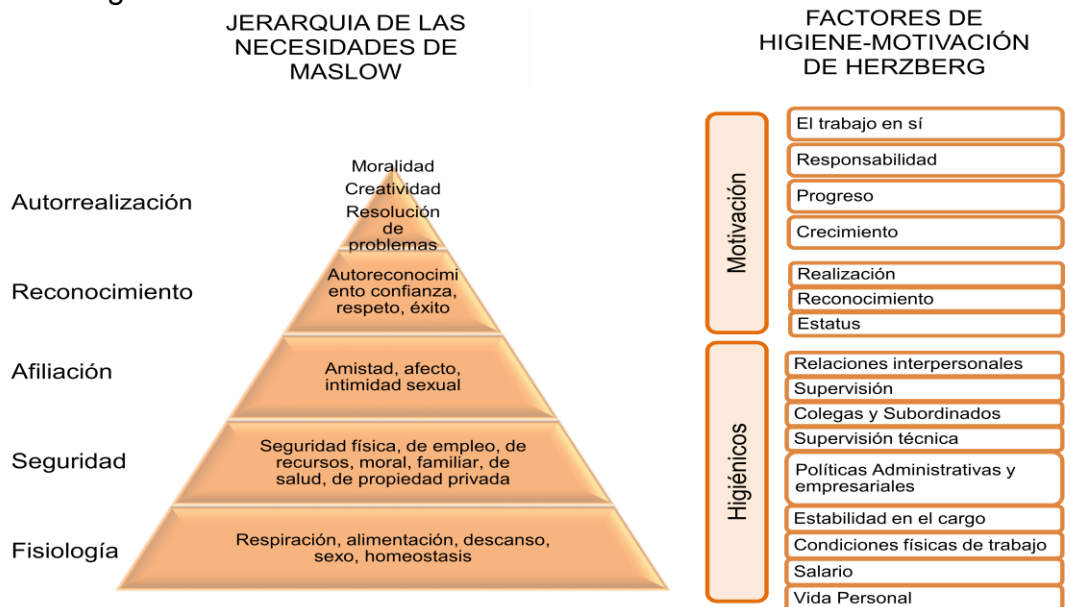 JERARQUIA DE LAS
NECESIDADES DE
MASLOW
Autorrealización
Reconocimiento
Afiliación
Seguridad
Fisiología
Moralidad
Creatividad
Resolución
de
problemas
Autoreconocimi
ento confianza,
respeto, éxito
Amistad, afecto,
intimidad sexual
Seguridad física, de empleo, de
recursos, moral, familiar, de
salud, de propiedad privada
Respiración, alimentación, descanso,
sexo, homeostasis
FACTORES DE
HIGIENE-MOTIVACIÓN
DE HERZBERG
Motivación
El trabajo en sí
Responsabilidad
Progreso
Crecimiento
Realización
Reconocimiento
Estatus
Higiénicos
Relaciones interpersonales
Supervisión
Colegas y Subordinados
Supervisión técnica
Políticas Administrativas y
empresariales
Estabilidad en el cargo
Condiciones físicas de trabajo
Salario
Vida Personal